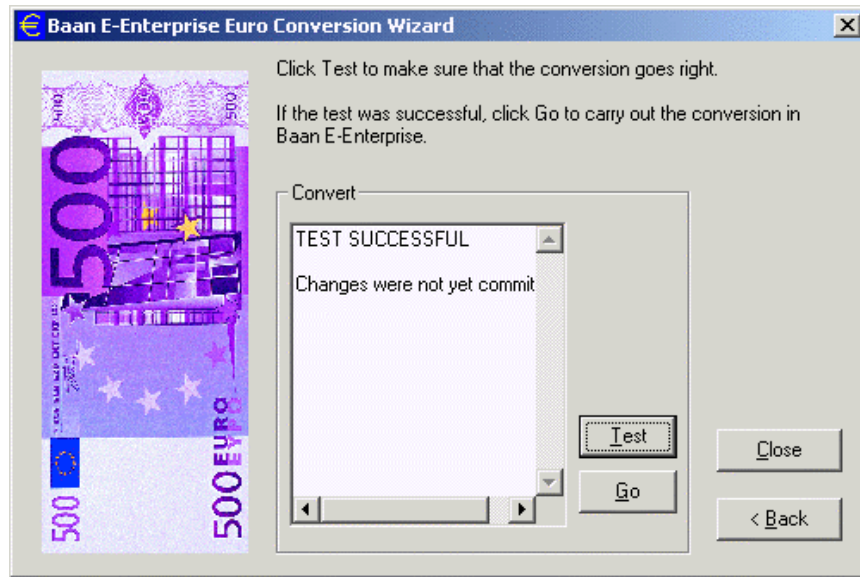 Baan E-Enterprise Euro Conversion Wizard
Click Test to make sure that the conversion goes right.
If the test was successful, click Go to carry out the conversion in
Baan E-Enterprise.
Convert
TEST SUCCESSFUL
Changes were not yet commit
Test
Go
Close
< Back
500
500
500
500 EURO
ΕΥΡΩ
500